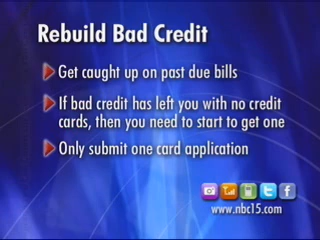 Rebuild Bad Credit
Get caught up on past due bills
If bad credit has left you with no credit
cards, then you need to start to get one
Only submit one card application
www.nbc15.com